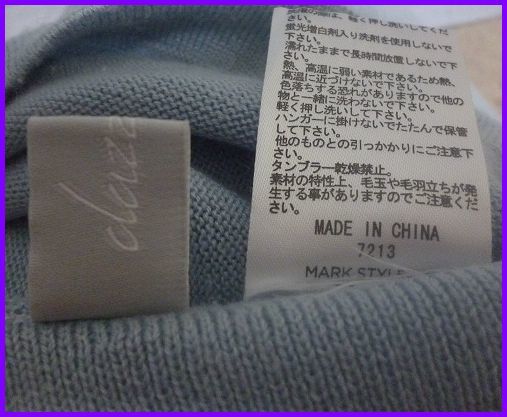 い。
蛍光増白剤入り洗剤を使用しないで
下さい。
濡れたままで長時間放置しないで下
さい。
熱、高温に弱い素材であるため熱、
高温に近づけないで下さい。
色落ちする恐れがありますので他の
物と一緒に洗わないで下さい。
軽く押し洗いして下さい。
ハンガーに掛けないでたたんで保管
して下さい。
他のものとの引っかかりにご注意下
さい。
タンブラー乾燥禁止。
素材の特性上、毛玉や毛羽立ちが発
生する事がありますのでご注意くだ
さい。
MADE IN CHINA
7213
MARK STYLE